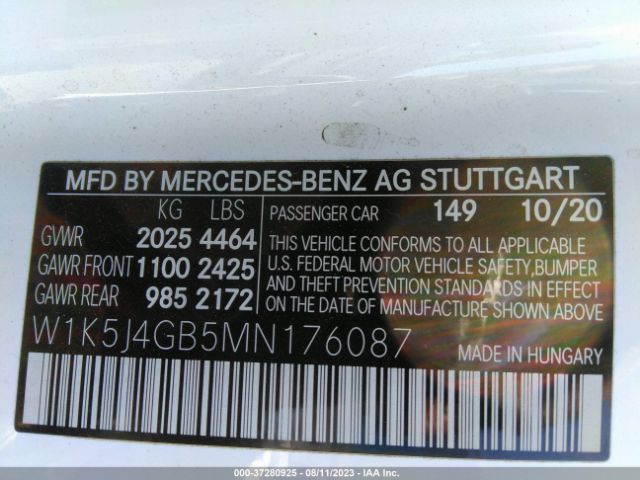 MFD BY MERCEDES-BENZ AG STUTTGART
KG LBS
GVWR 2025 4464
GAWR FRONT 1100 2425
GAWR REAR 985 2172
PASSENGER CAR 149 10/20
THIS VEHICLE CONFORMS TO ALL APPLICABLE
U.S. FEDERAL MOTOR VEHICLE SAFETY,BUMPER
AND THEFT PREVENTION STANDARDS IN EFFECT
ON THE DATE OF MANUFACTURE SHOWN ABOVE
W1K5J4GB5MN176087 MADE IN HUNGARY
000-37280925 - 08/11/2023 - IAA Inc.